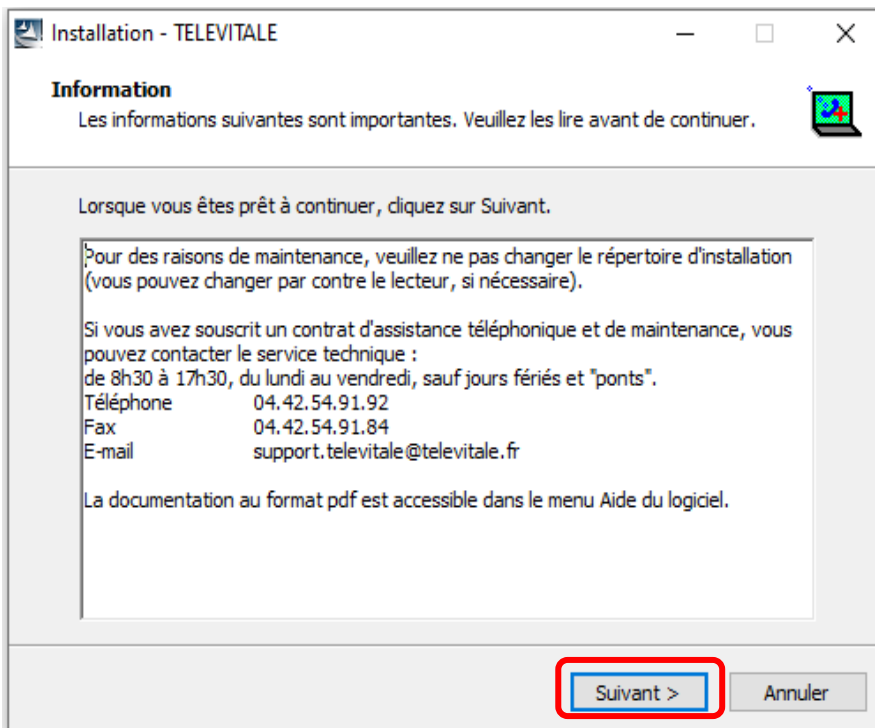 Installation - TELEVITALE
Information
Les informations suivantes sont importantes. Veuillez les lire avant de continuer.
Lorsque vous êtes prêt à continuer, cliquez sur Suivant.
Pour des raisons de maintenance, veuillez ne pas changer le répertoire d'installation
(vous pouvez changer par contre le lecteur, si nécessaire).
Si vous avez souscrit un contrat d'assistance téléphonique et de maintenance, vous
pouvez contacter le service technique :
de 8h30 à 17h30, du lundi au vendredi, sauf jours fériés et "ponts".
Téléphone 04.42.54.91.92
Fax 04.42.54.91.84
E-mail support.televitale@televitale.fr
La documentation au format pdf est accessible dans le menu Aide du logiciel.
Suivant > Annuler